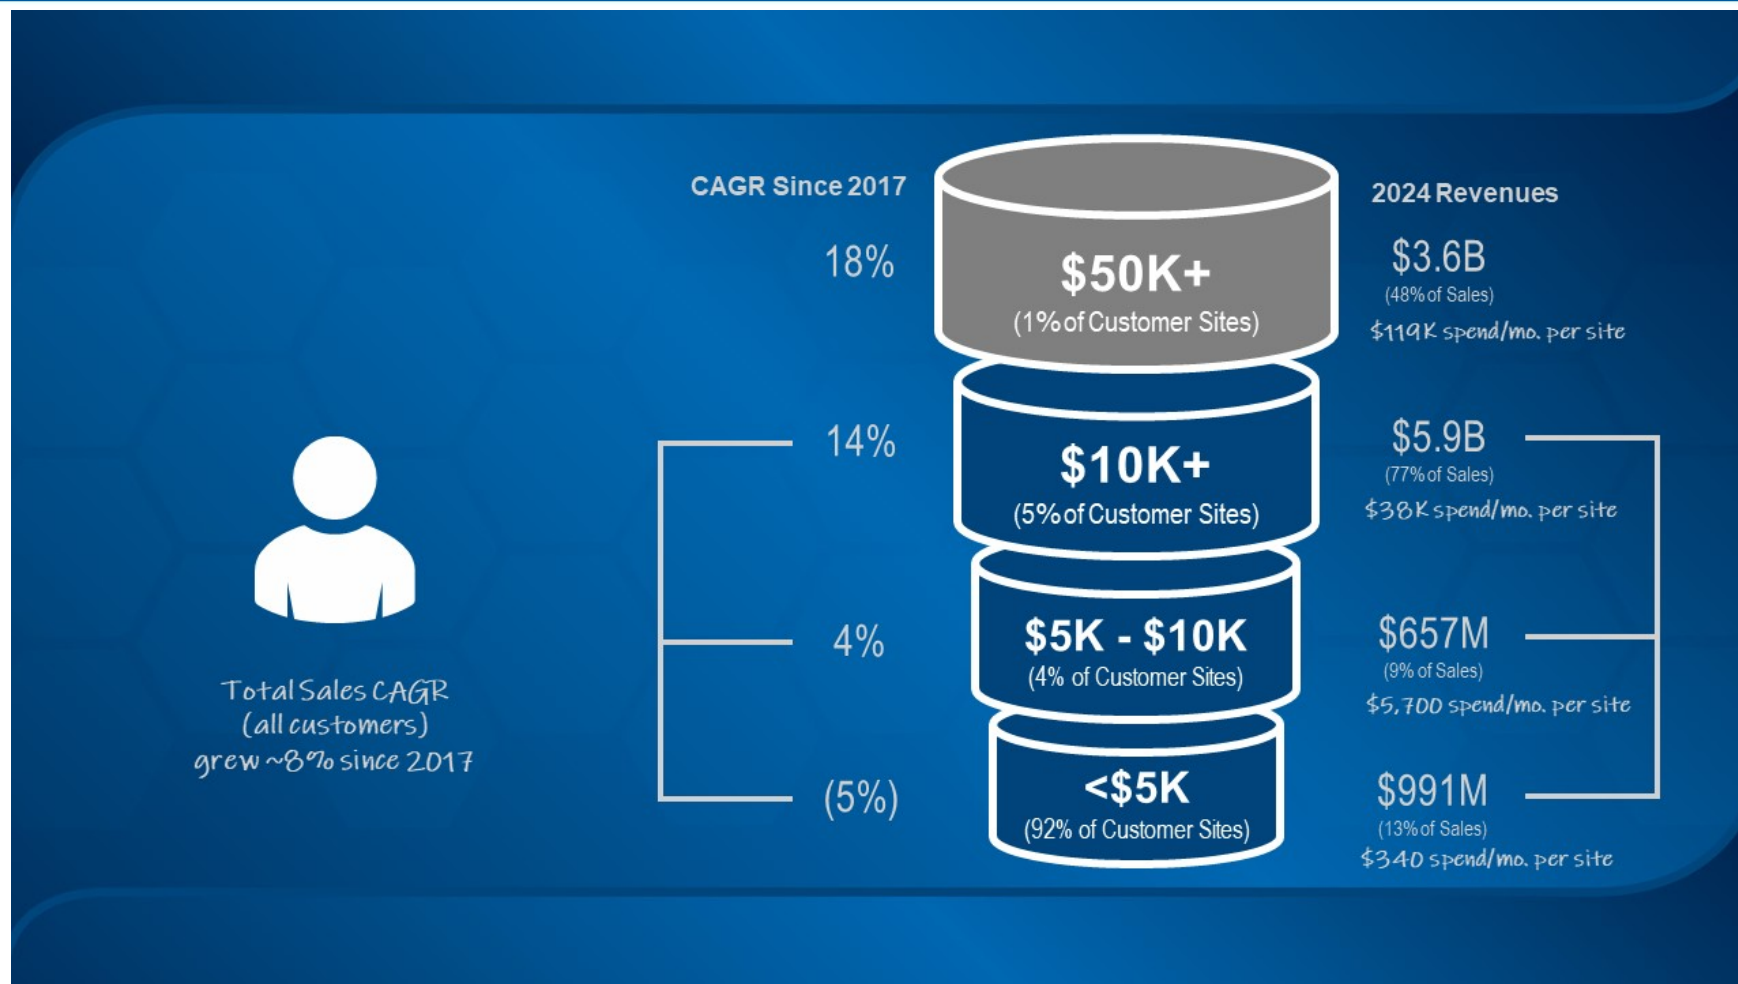 CAGR Since 2017
2024 Revenues
18%
$50K+
(1% of Customer Sites)
$3.6B
(48% of Sales)
$119K spend/mo. per site
14%
$10K+
(5% of Customer Sites)
$5.9B
(77% of Sales)
$38K spend/mo. per site
4%
$5K - $10K
(4% of Customer Sites)
$657M
(9% of Sales)
$5,700 spend/mo. per site
(5%)
<$5K
(92% of Customer Sites)
$991M
(13% of Sales)
$340 spend/mo. per site
Total Sales CAGR
(all customers)
grew ~8% since 2017